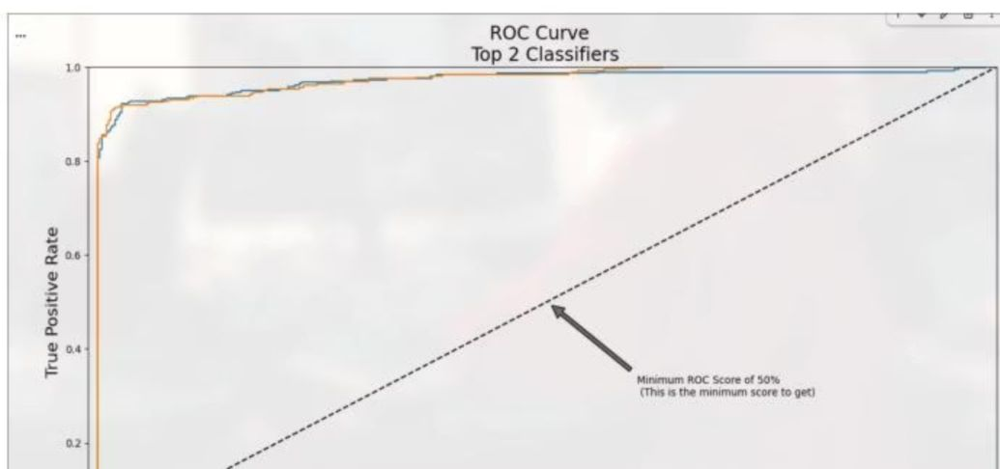 ROC Curve
Top 2 Classifiers
1.0
0.8
0.6
0.4
0.2
True Positive Rate
Minimum ROC Score of 50%
(This is the minimum score to get)